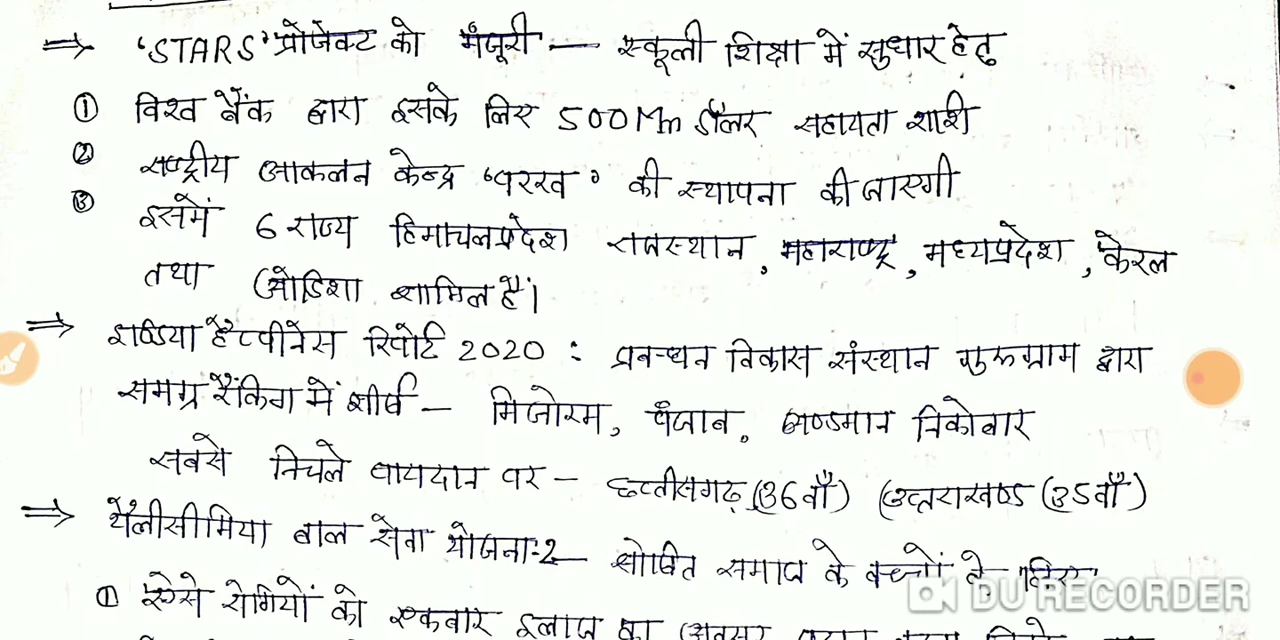 ⇒ 'STARS' प्रोजेक्ट को मंजूरी — स्कूली शिक्षा में सुधार हेतु
① विश्व बैंक द्वारा इसके लिए 500Mn डॉलर सहायता राशी
② राष्ट्रीय आकलन केन्द्र 'परख' की स्थापना की जाएगी
③ इसमें 6 राज्य हिमाचलप्रदेश राजस्थान, महाराष्ट्र, मध्यप्रदेश, केरल
तथा ओडिशा शामिल है।
⇒ इण्डिया हैप्पीनेस रिपोर्ट 2020 : प्रबन्धन विकास संस्थान गुरुग्राम द्वारा
समग्र रैंकिग में शीर्ष — मिजोरम, पंजाब, अण्डमान निकोबार
सबसे निचले पायदान पर — छत्तीसगढ़ (36वाँ) उत्तराखण्ड (35वाँ)
⇒ थैलीसीमिया बाल सेवा योजना:2 — शोषित समाज के बच्चों के लिए
① ऐसे रोगियों को एकबार इलाज का अवसर
DU RECORDER